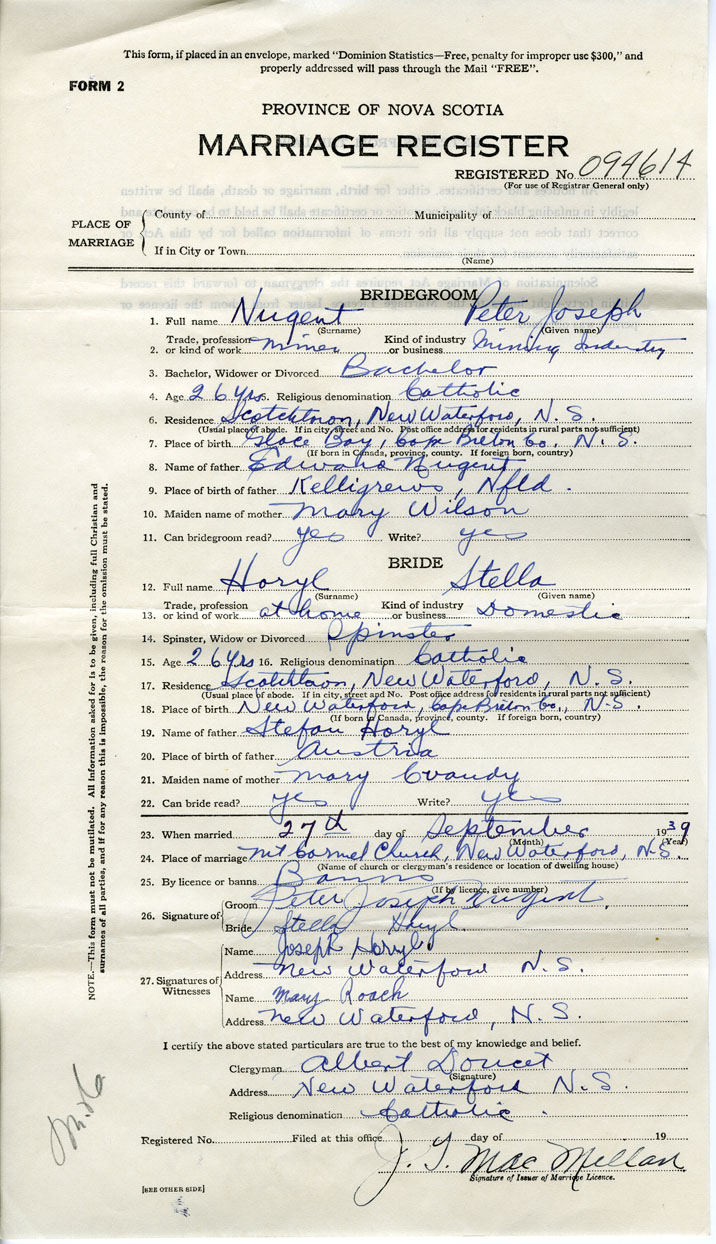 This form, if placed in an envelope, marked "Dominion Statistics—Free, penalty for improper use $300," and
properly addressed will pass through the Mail "FREE".
FORM 2
PROVINCE OF NOVA SCOTIA
MARRIAGE REGISTER
REGISTERED No 094614
(For use of Registrar General only)
PLACE OF MARRIAGE
County of Municipality of
If in City or Town
(Name)
BRIDEGROOM
1. Full name Nugent Peter Joseph
(Surname) (Given name)
2. Trade, profession or kind of work miner Kind of industry or business Mining Industry
3. Bachelor, Widower or Divorced Bachelor
4. Age 26 Yrs 5. Religious denomination Catholic
6. Residence Scotchtown, New Waterford, N.S.
(Usual place of abode. If in city, street and No. Post office address for residents in rural parts not sufficient)
7. Place of birth Glace Bay, Cape Breton Co, N.S.
(If born in Canada, province, county. If foreign born, country)
8. Name of father Edward Nugent
9. Place of birth of father Kelligrews, Nfld.
10. Maiden name of mother Mary Wilson
11. Can bridegroom read? yes Write? yes
BRIDE
12. Full name Horyl Stella
(Surname) (Given name)
13. Trade, profession or kind of work at home Kind of industry or business Domestic
14. Spinster, Widow or Divorced Spinster
15. Age 26 Yrs 16. Religious denomination Catholic
17. Residence Scotchtown, New Waterford, N.S.
(Usual place of abode. If in city, street and No. Post office address for residents in rural parts not sufficient)
18. Place of birth New Waterford, Cape Breton Co., N.S.
(If born in Canada, province, county. If foreign born, country)
19. Name of father Stefan Horyl
20. Place of birth of father Austria
21. Maiden name of mother Mary
22. Can bride read? yes Write? yes
23. When married 27th day of September 1939
(Month) (Year)
24. Place of marriage Mt Carmel Church, New Waterford, N.S.
(Name of church or clergyman's residence or location of dwelling house)
25. By licence or banns Banns
(If by licence, give number)
26. Signature of
Groom Peter Joseph Nugent
Bride Stella Horyl
27. Signatures of Witnesses
Name Joseph Horyl
Address New Waterford N.S.
Name Mary Roach
Address New Waterford, N.S.
I certify the above stated particulars are true to the best of my knowledge and belief.
Clergyman Albert Doucet
(Signature)
Address New Waterford N.S.
Religious denomination Catholic.
Registered No. Filed at this office day of 19
J. T. MacMillan
Signature of Issuer of Marriage Licence.
[SEE OTHER SIDE]
NOTE.—This form must not be mutilated. All information asked for is to be given, including full Christian and
surnames of all parties, and if for any reason this is impossible, the reason for the omission must be stated.